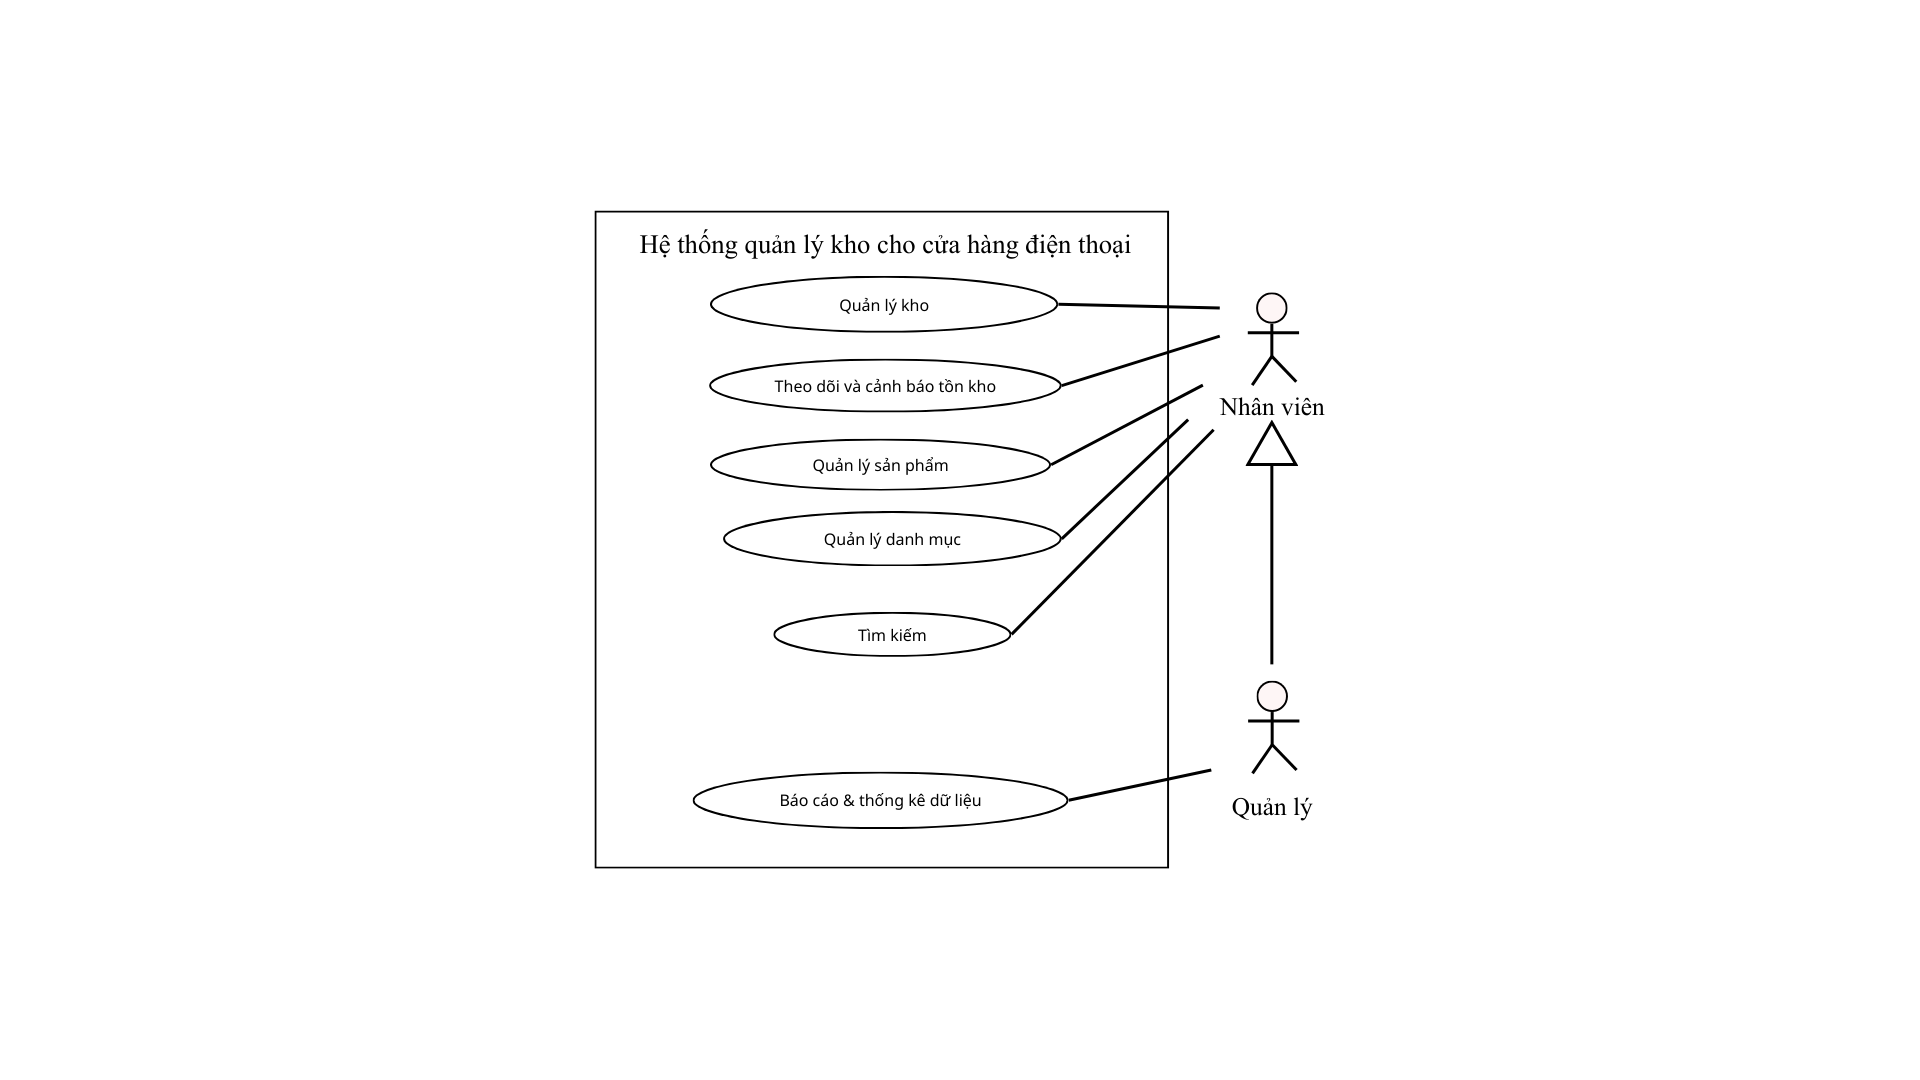 Hệ thống quản lý kho cho cửa hàng điện thoại
Quản lý kho
Theo dõi và cảnh báo tồn kho
Nhân viên
Quản lý sản phẩm
Quản lý danh mục
Tìm kiếm
Báo cáo & thống kê dữ liệu
Quản lý